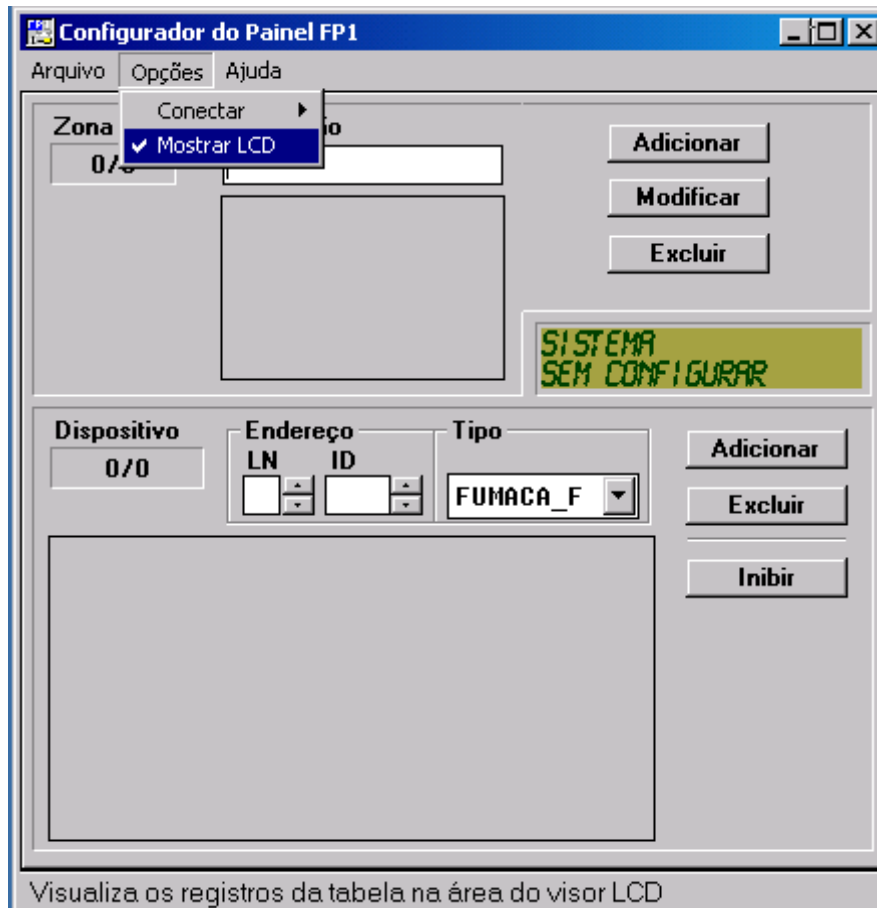 Configurador do Painel FP1
Arquivo Opções Ajuda
Conectar
Mostrar LCD
Zona
Adicionar
Modificar
Excluir
SISTEMA
SEM CONFIGURAR
Dispositivo
0/0
Endereço
LN ID
Tipo
FUMACA_F
Adicionar
Excluir
Inibir
Visualiza os registros da tabela na área do visor LCD